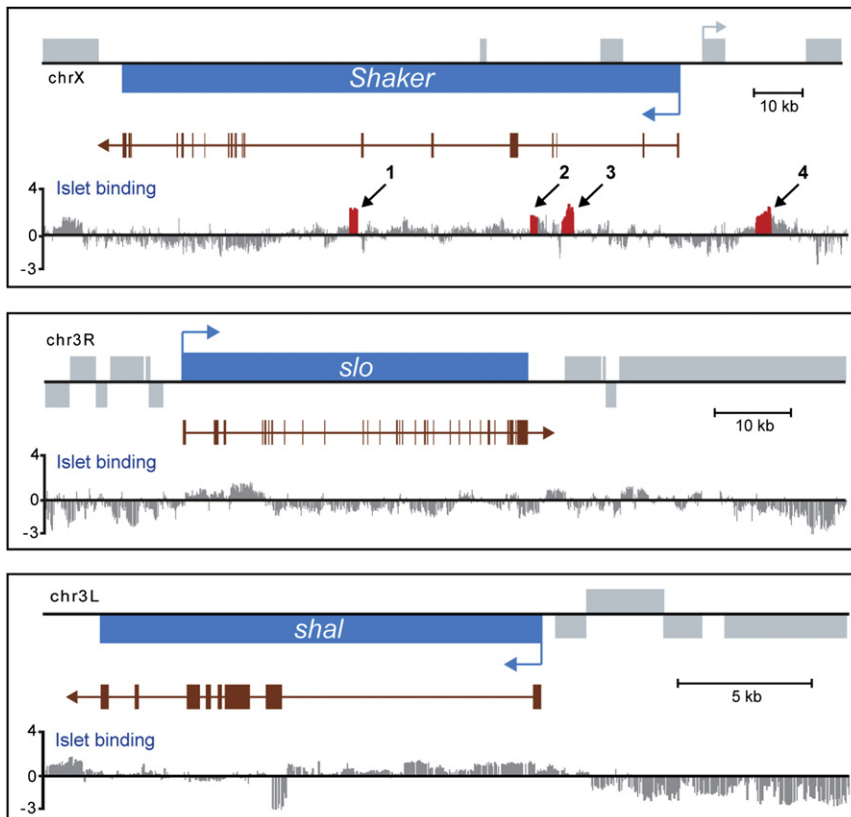 chrX
Shaker
10 kb
Islet binding
1
2
3
4
4
0
-3
chr3R
slo
10 kb
Islet binding
4
0
-3
chr3L
shal
5 kb
Islet binding
4
0
-3